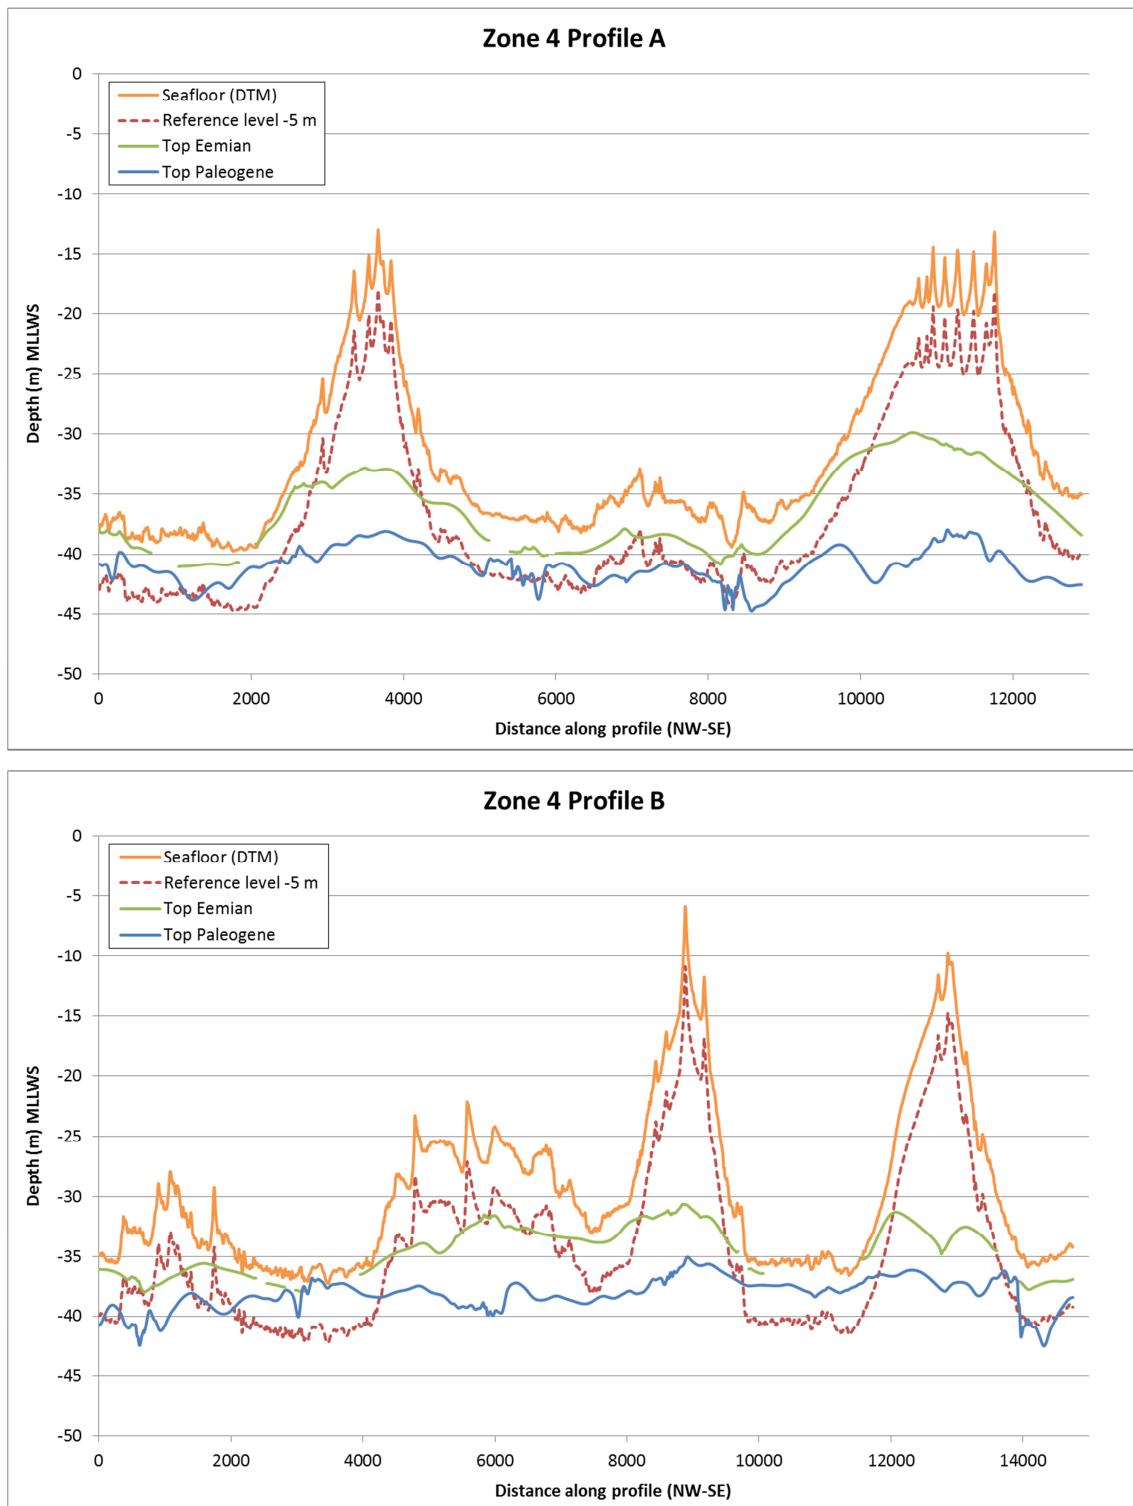 Zone 4 Profile A
0
-5
-10
-15
-20
-25
-30
-35
-40
-45
-50
Depth (m) MLLWS
Seafloor (DTM)
Reference level -5 m
Top Eemian
Top Paleogene
0 2000 4000 6000 8000 10000 12000
Distance along profile (NW-SE)
Zone 4 Profile B
0
-5
-10
-15
-20
-25
-30
-35
-40
-45
-50
Depth (m) MLLWS
Seafloor (DTM)
Reference level -5 m
Top Eemian
Top Paleogene
0 2000 4000 6000 8000 10000 12000 14000
Distance along profile (NW-SE)